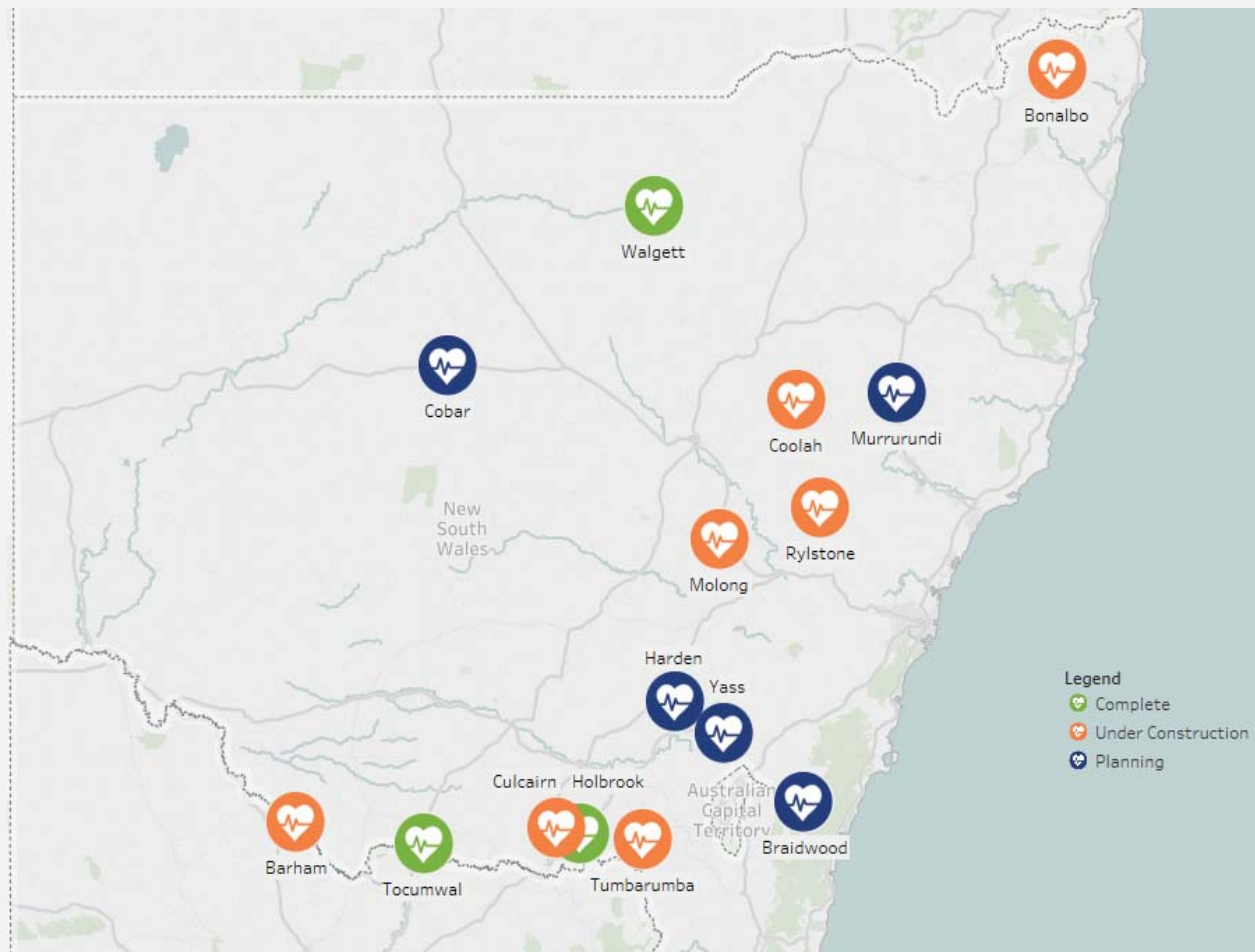 Bonalbo
Walgett
Cobar
Coolah
Murrurundi
New
South
Wales
Rylstone
Molong
Harden
Yass
Legend
Complete
Under Construction
Planning
Culcairn
Holbrook
Australian
Capital
Territory
Braidwood
Barham
Tocumwal
Tumbarumba